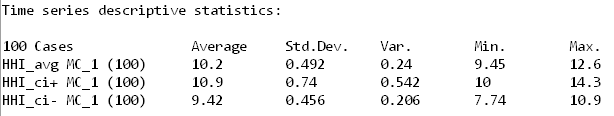 Time series descriptive statistics:
100 Cases Average Std.Dev. Var. Min. Max.
HHI_avg MC_1 (100) 10.2 0.492 0.24 9.45 12.6
HHI_ci+ MC_1 (100) 10.9 0.74 0.542 10 14.3
HHI_ci- MC_1 (100) 9.42 0.456 0.206 7.74 10.9